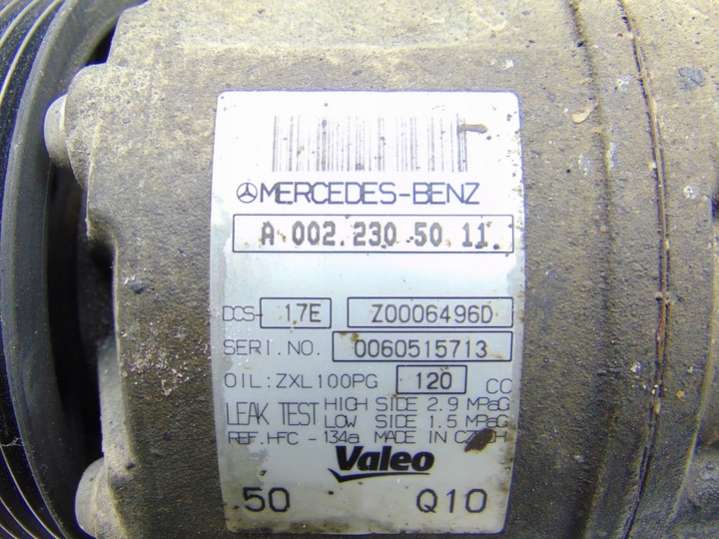 MERCEDES-BENZ
A 002 230 50 11
DCS- 17E Z0006496D
SERI.NO. 0060515713
OIL:ZXL100PG 120 CC
LEAK TEST HIGH SIDE 2.9 MPaG
LOW SIDE 1.5 MPaG
REF. HFC-134a MADE IN CZECH
Valeo
50 Q10